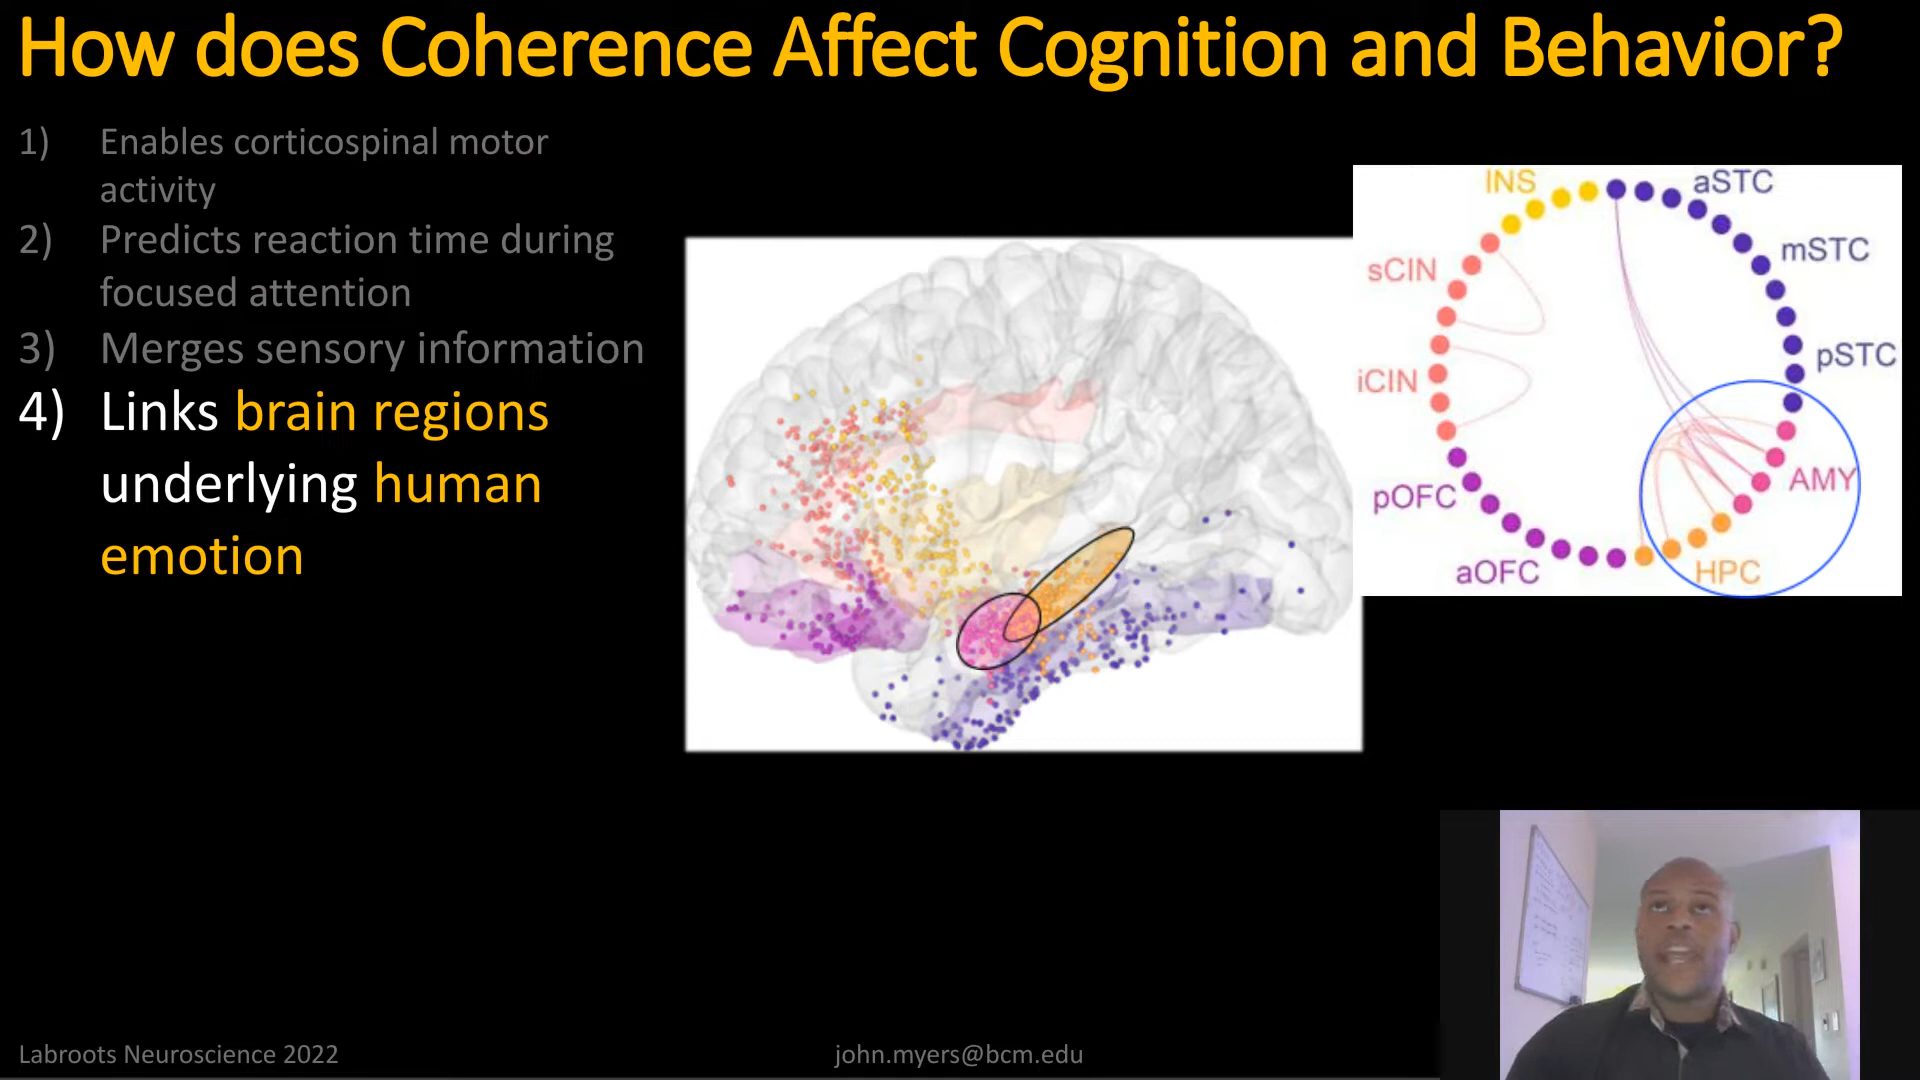 How does Coherence Affect Cognition and Behavior?
1) Enables corticospinal motor
activity
2) Predicts reaction time during
focused attention
3) Merges sensory information
4) Links brain regions
underlying human
emotion
INS
aSTC
sCIN
mSTC
iCIN
pSTC
pOFC
AMY
aOFC
HPC
Labroots Neuroscience 2022
john.myers@bcm.edu